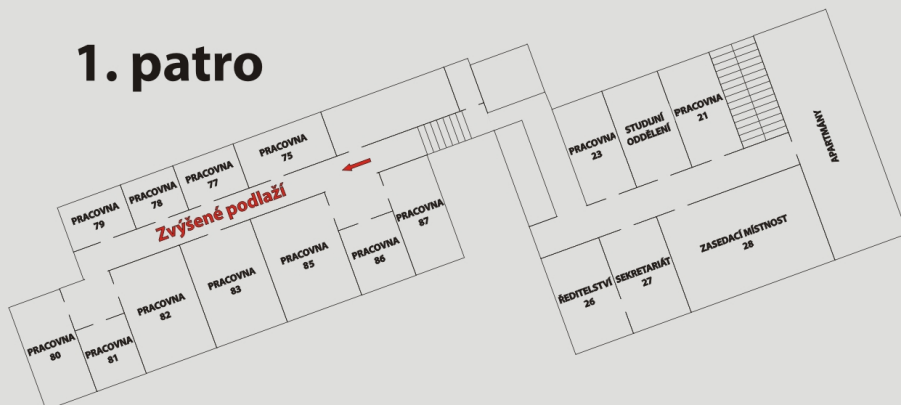 1. patro
PRACOVNA
79
PRACOVNA
78
PRACOVNA
77
PRACOVNA
75
Zvýšené podlaží
PRACOVNA
80
PRACOVNA
81
PRACOVNA
82
PRACOVNA
83
PRACOVNA
85
PRACOVNA
86
PRACOVNA
87
PRACOVNA
23
STUDIJNÍ
ODDĚLENÍ
PRACOVNA
21
APARTMÁNY
ŘEDITELSTVÍ
26
SEKRETARIÁT
27
ZASEDACÍ MÍSTNOST
28